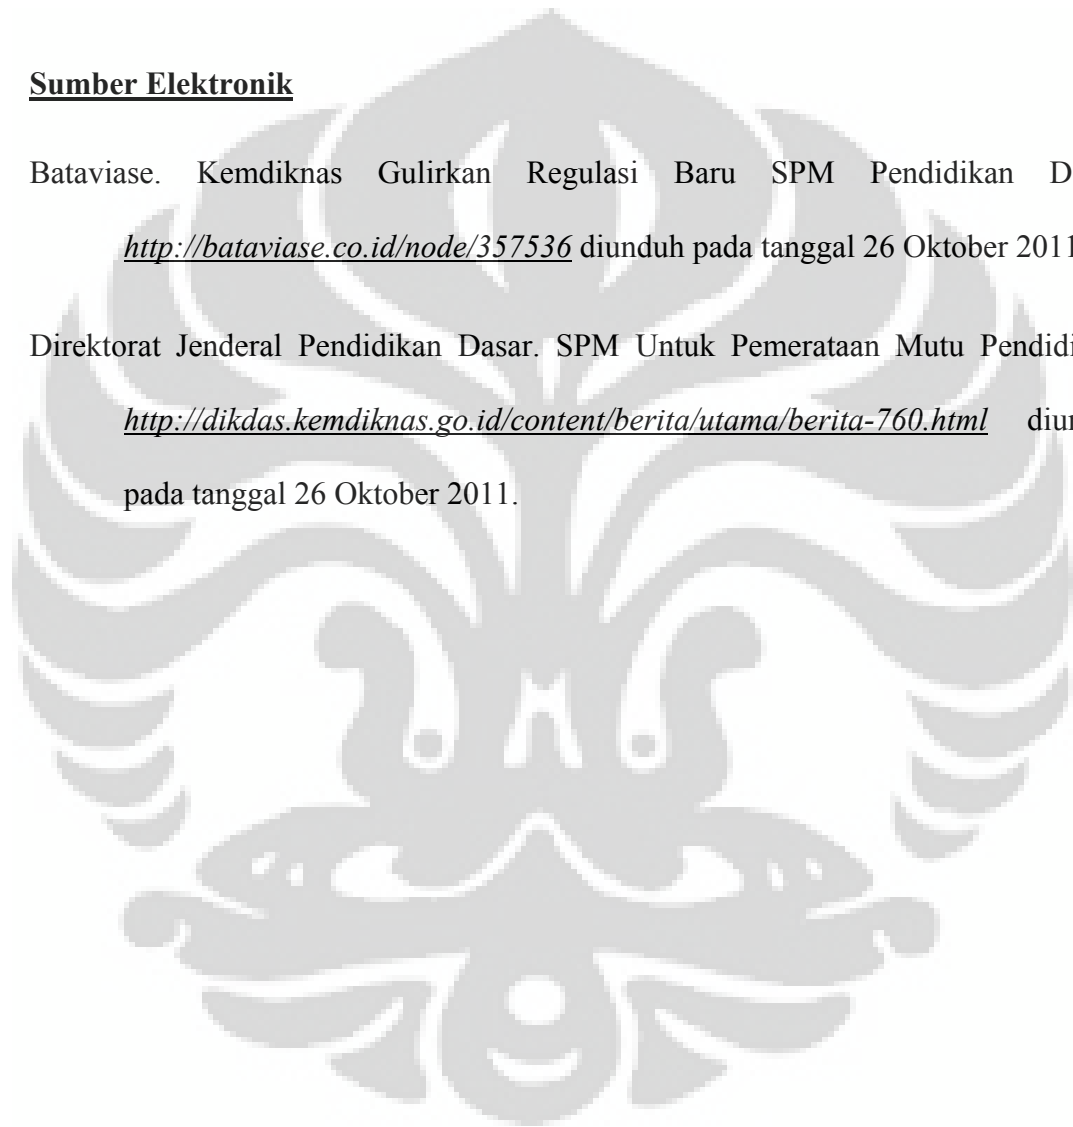 Sumber Elektronik
Bataviase. Kemdiknas Gulirkan Regulasi Baru SPM Pendidikan D
http://bataviase.co.id/node/357536 diunduh pada tanggal 26 Oktober 2011
Direktorat Jenderal Pendidikan Dasar. SPM Untuk Pemerataan Mutu Pendidi
http://dikdas.kemdiknas.go.id/content/berita/utama/berita-760.html diun
pada tanggal 26 Oktober 2011.